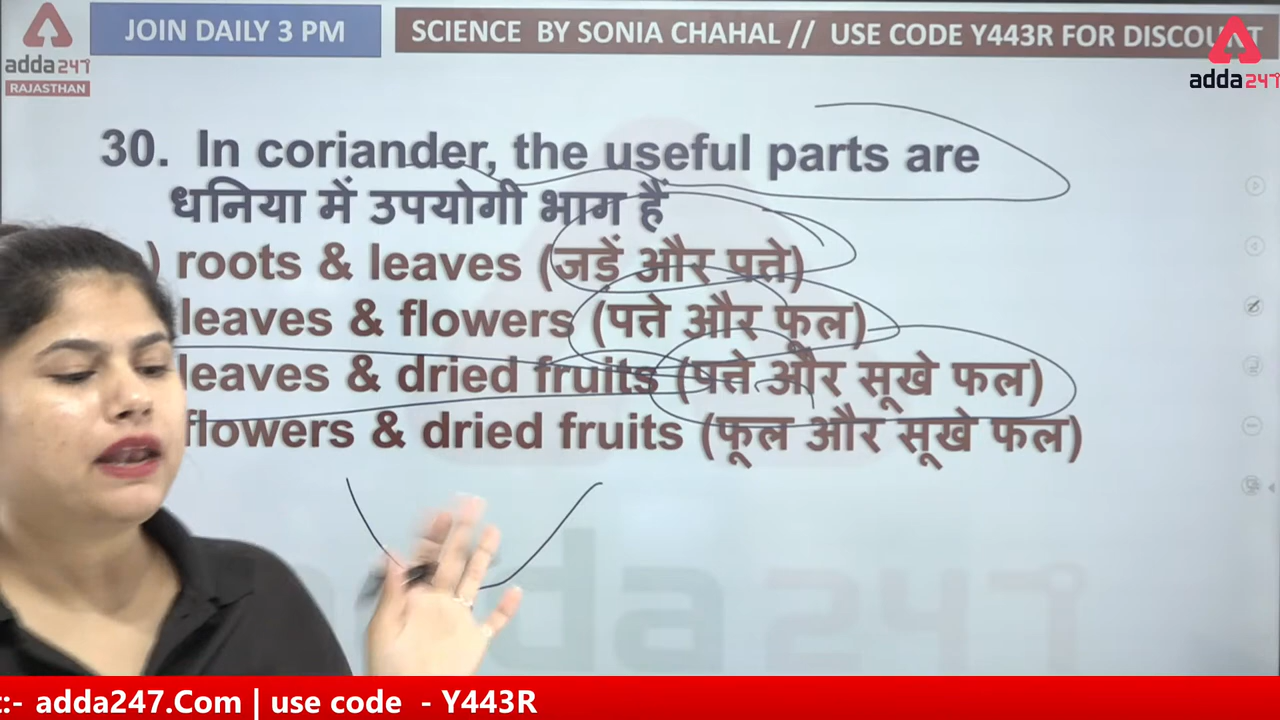 JOIN DAILY 3 PM
SCIENCE BY SONIA CHAHAL // USE CODE Y443R FOR DISCOUNT
adda247
RAJASTHAN
adda247
30. In coriander, the useful parts are
धनिया में उपयोगी भाग हैं
) roots & leaves (जड़ें और पत्ते)
leaves & flowers (पत्ते और फूल)
leaves & dried fruits (पत्ते और सूखे फल)
flowers & dried fruits (फूल और सूखे फल)
adda247
t:- adda247.Com | use code - Y443R